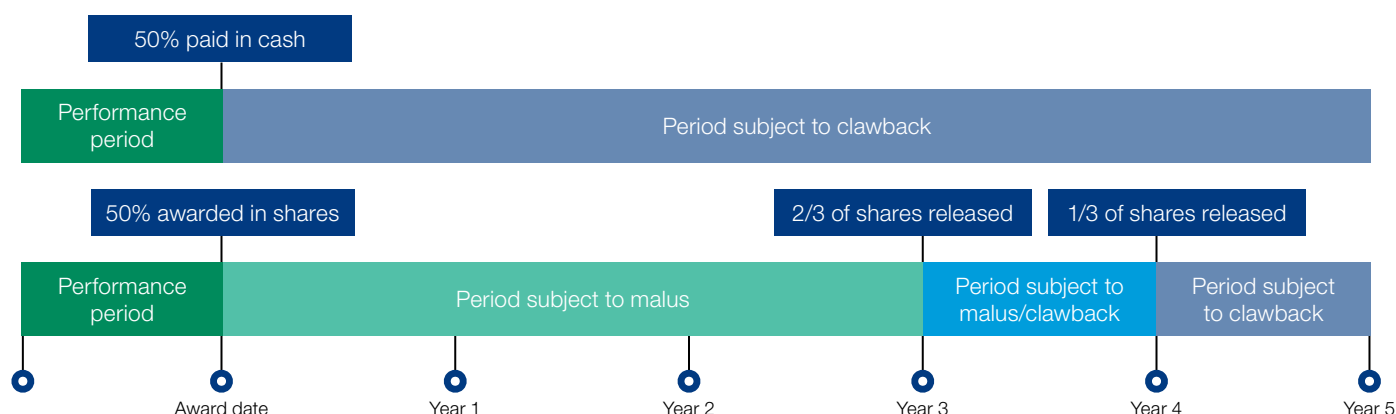 50% paid in cash
Performance
period
Period subject to clawback
50% awarded in shares
2/3 of shares released
1/3 of shares released
Performance
period
Period subject to malus
Period subject to
malus/clawback
Period subject
to clawback
Award date
Year 1
Year 2
Year 3
Year 4
Year 5